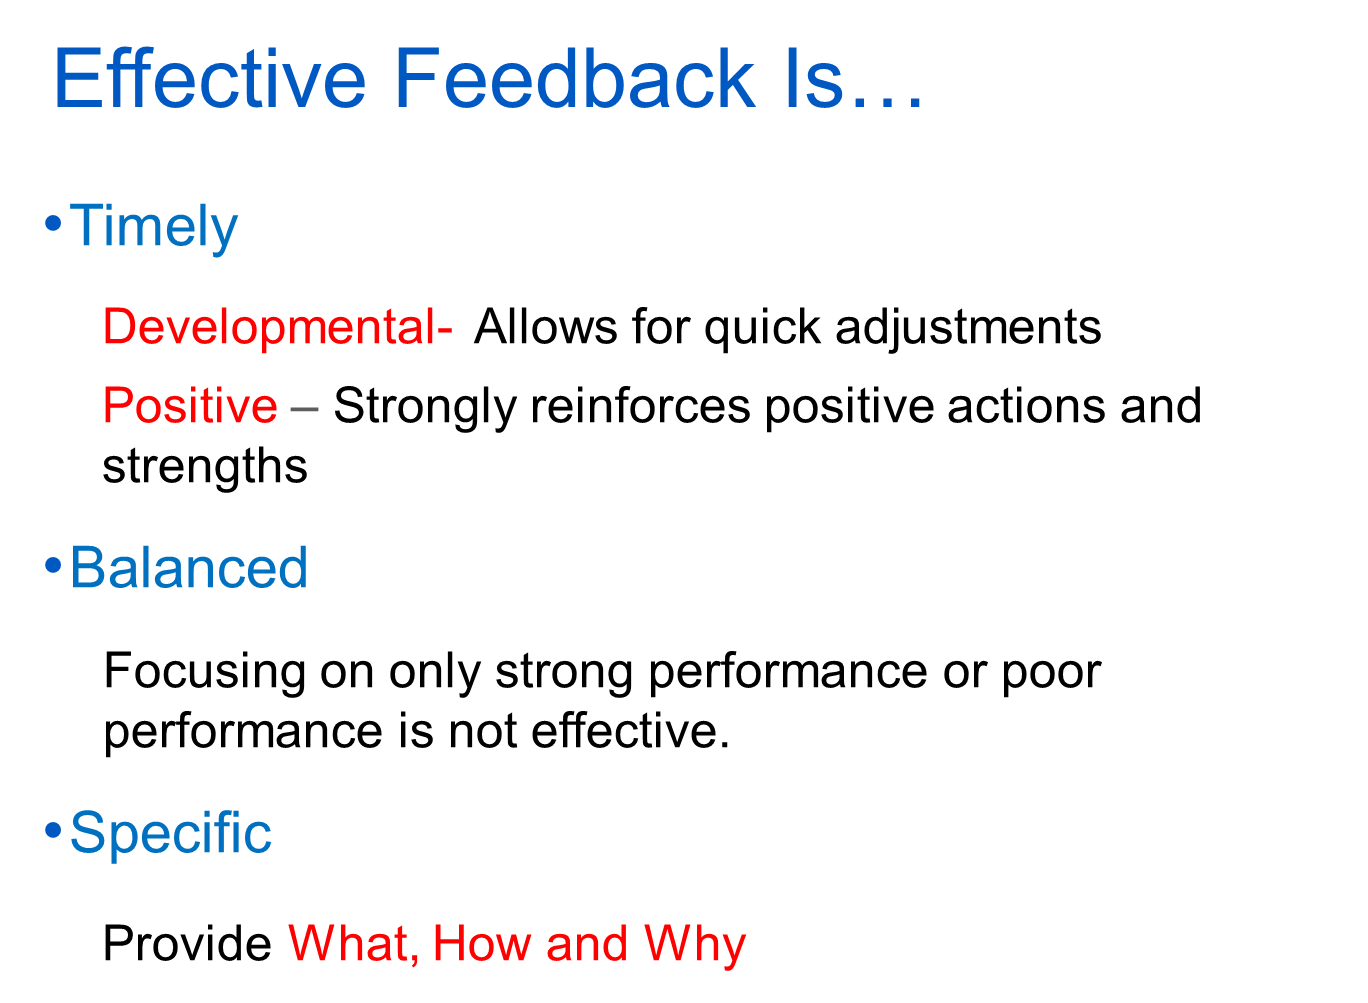 Effective Feedback Is…
•Timely
Developmental- Allows for quick adjustments
Positive – Strongly reinforces positive actions and
strengths
•Balanced
Focusing on only strong performance or poor
performance is not effective.
•Specific
Provide What, How and Why